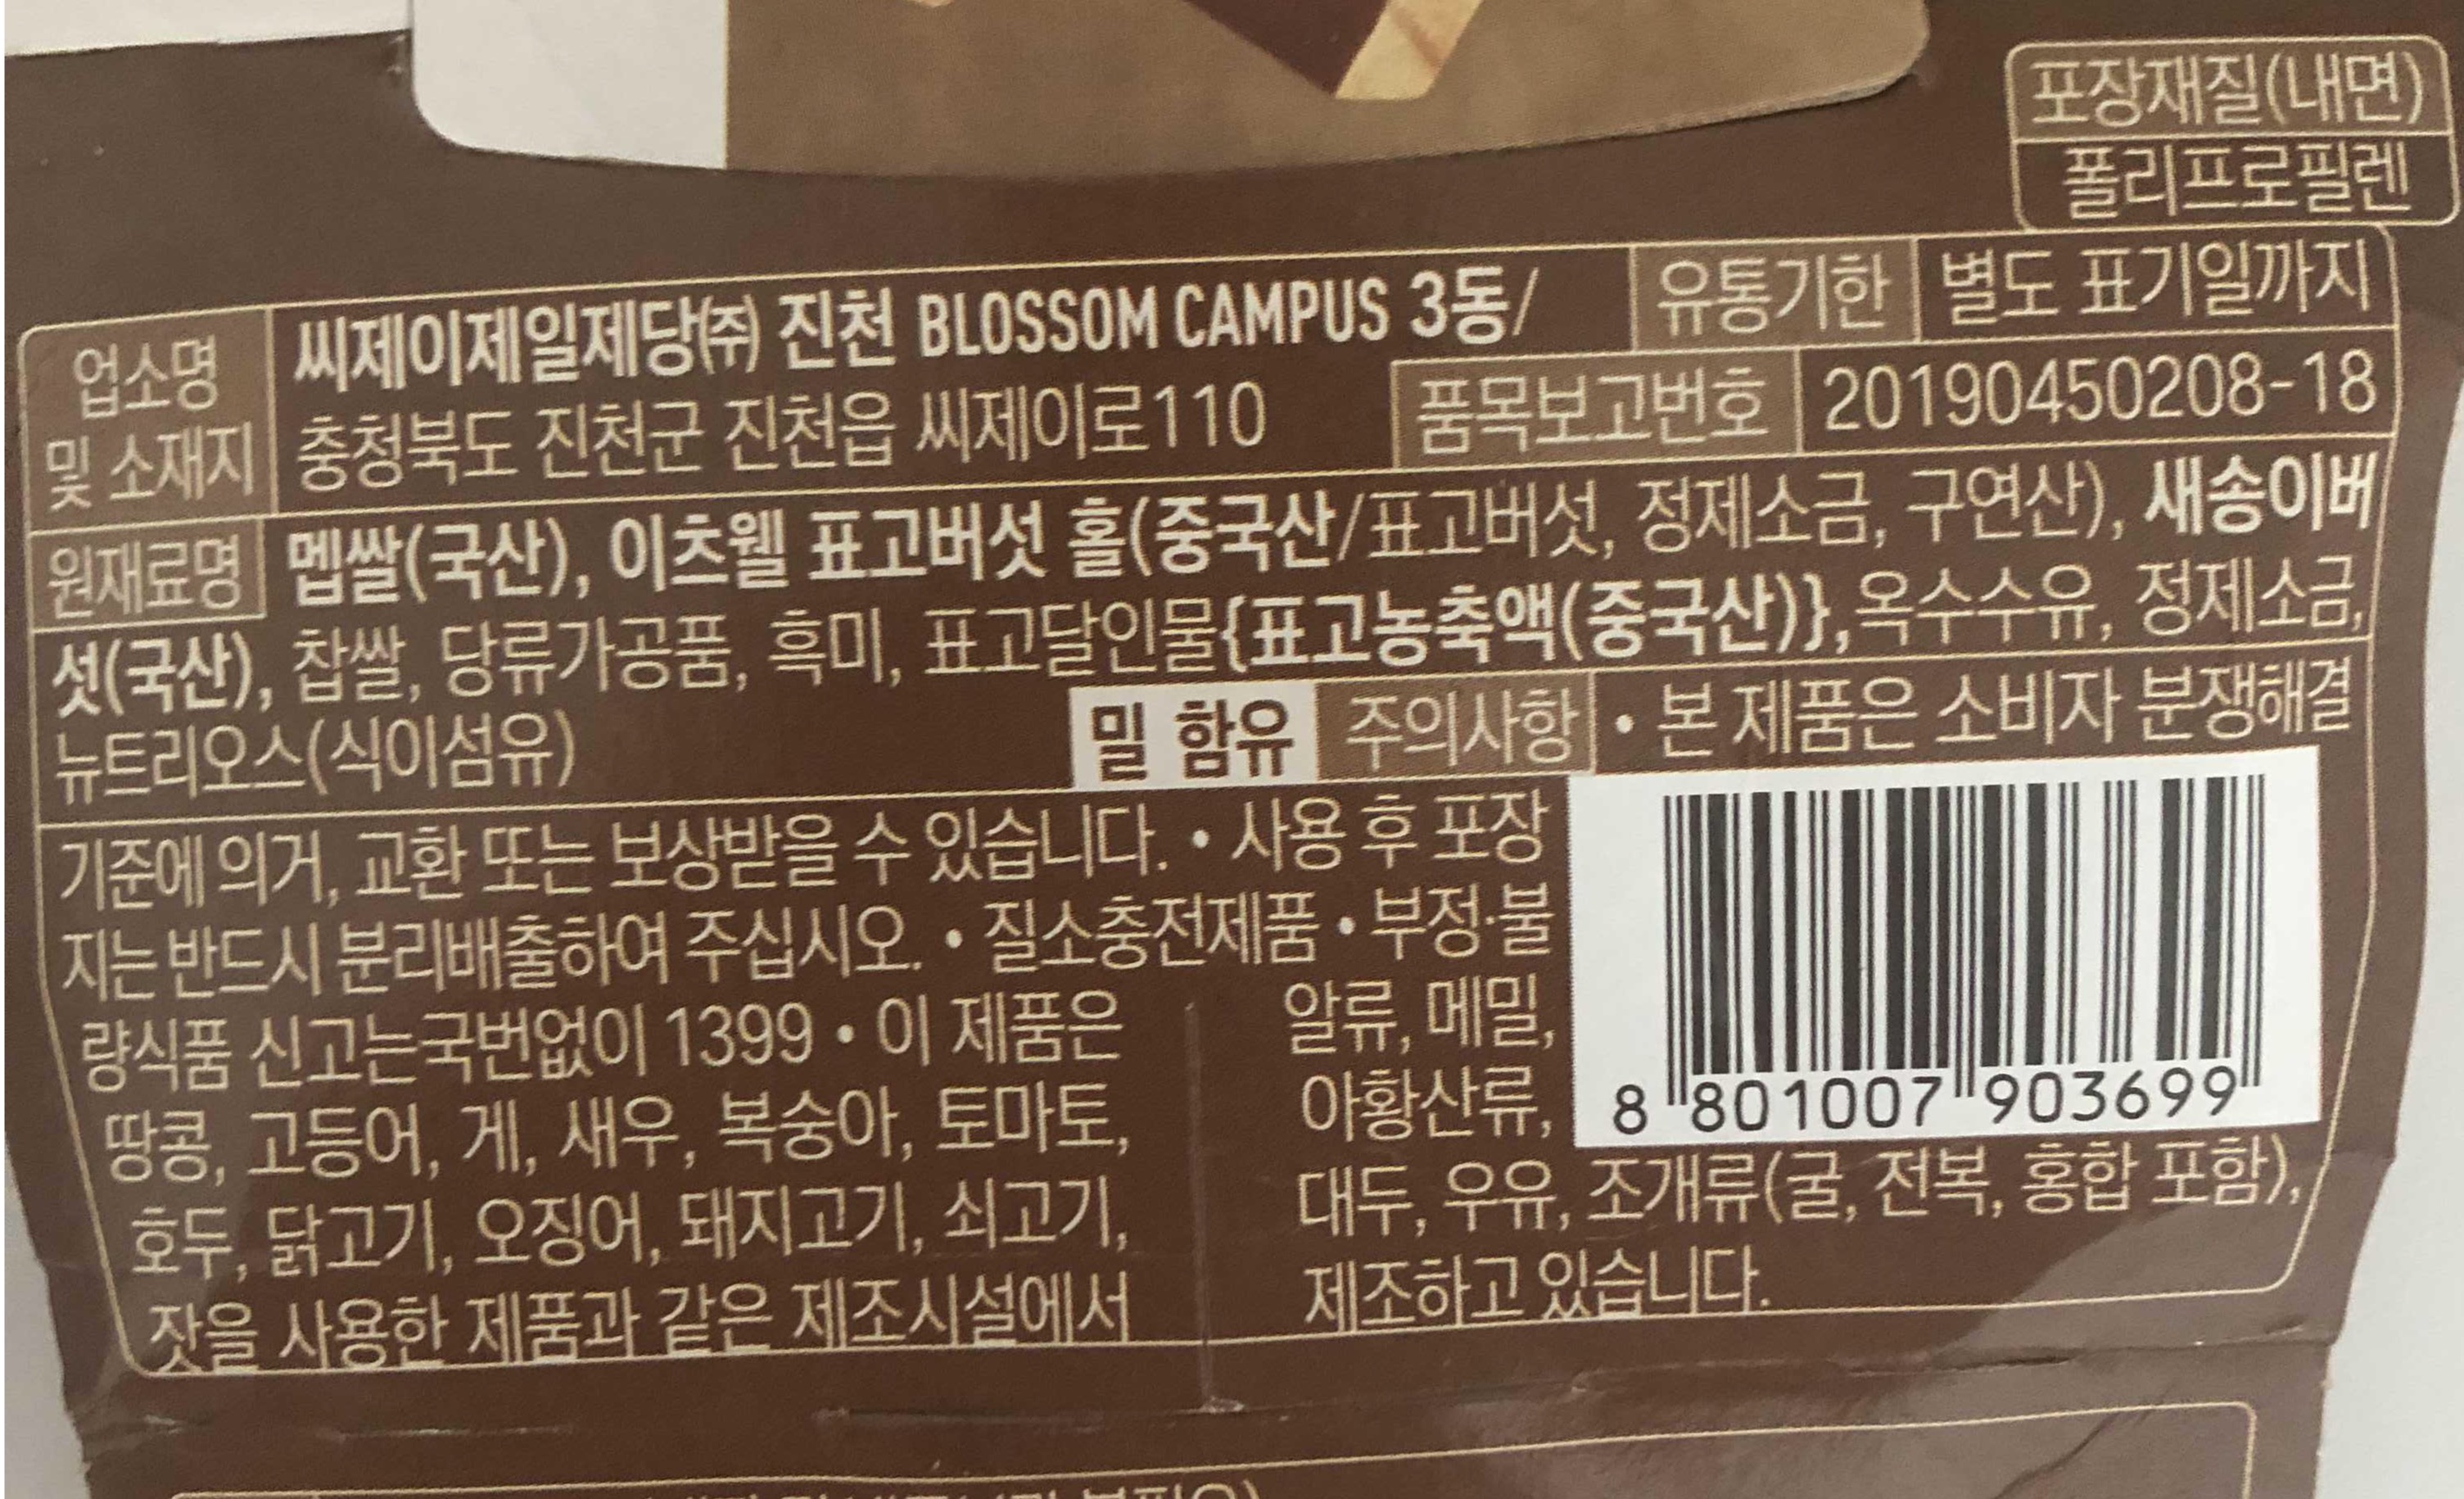 포장재질(내면)
폴리프로필렌
업소명 및 소재지
씨제이제일제당㈜ 진천 BLOSSOM CAMPUS 3동/
충청북도 진천군 진천읍 씨제이로110
유통기한 별도 표기일까지
품목보고번호 20190450208-18
원재료명 멥쌀(국산), 이츠웰 표고버섯 홀(중국산/표고버섯, 정제소금, 구연산), 새송이버
섯(국산), 찹쌀, 당류가공품, 흑미, 표고달인물{표고농축액(중국산)}, 옥수수유, 정제소금,
뉴트리오스(식이섬유)
밀 함유 주의사항 • 본 제품은 소비자 분쟁해결
기준에 의거, 교환 또는 보상받을 수 있습니다. • 사용 후 포장
지는 반드시 분리배출하여 주십시오. • 질소충전제품 • 부정·불
량식품 신고는 국번없이 1399 • 이 제품은 알류, 메밀,
땅콩, 고등어, 게, 새우, 복숭아, 토마토, 아황산류,
호두, 닭고기, 오징어, 돼지고기, 쇠고기, 대두, 우유, 조개류(굴, 전복, 홍합 포함),
잣을 사용한 제품과 같은 제조시설에서 제조하고 있습니다.
8 801007 903699